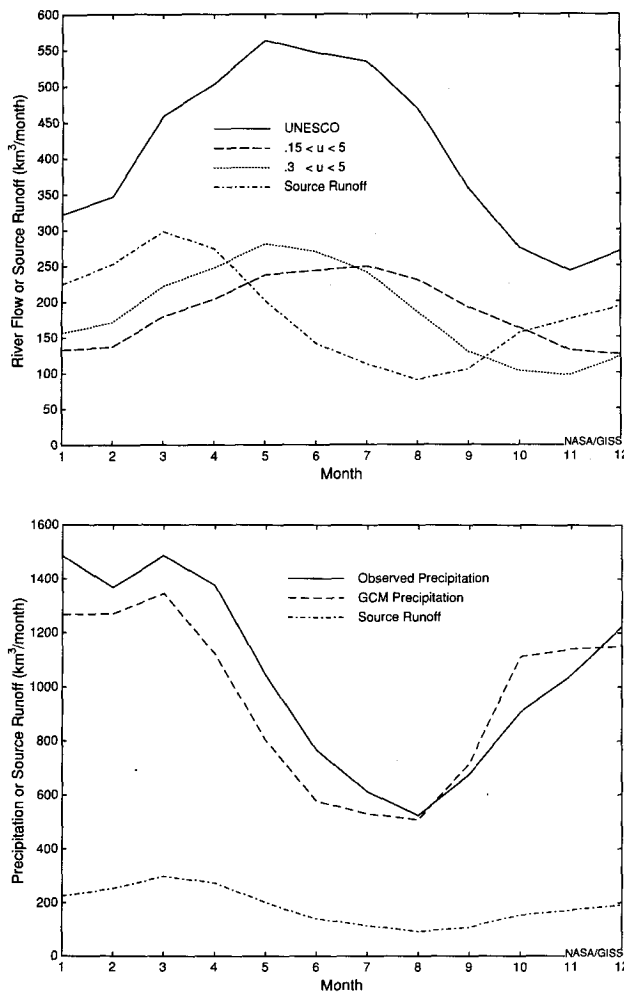 600
550
500
450
400
350
300
250
200
150
100
50
0
River Flow or Source Runoff (km³/month)
UNESCO
.15 < u < 5
.3 < u < 5
Source Runoff
NASA/GISS
1 2 3 4 5 6 7 8 9 10 11 12
Month
1600
1400
1200
1000
800
600
400
200
0
Precipitation or Source Runoff (km³/month)
Observed Precipitation
GCM Precipitation
Source Runoff
NASA/GISS
1 2 3 4 5 6 7 8 9 10 11 12
Month